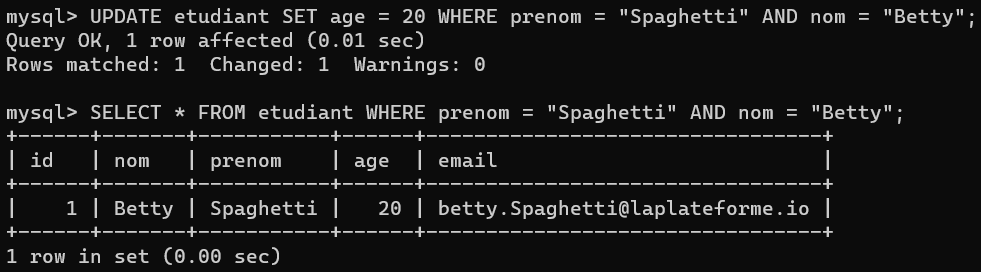 mysql> UPDATE etudiant SET age = 20 WHERE prenom = "Spaghetti" AND nom = "Betty";
Query OK, 1 row affected (0.01 sec)
Rows matched: 1  Changed: 1  Warnings: 0

mysql> SELECT * FROM etudiant WHERE prenom = "Spaghetti" AND nom = "Betty";
+------+-------+-----------+------+---------------------------------+
| id   | nom   | prenom    | age  | email                           |
+------+-------+-----------+------+---------------------------------+
|    1 | Betty | Spaghetti |   20 | betty.Spaghetti@laplateforme.io |
+------+-------+-----------+------+---------------------------------+
1 row in set (0.00 sec)